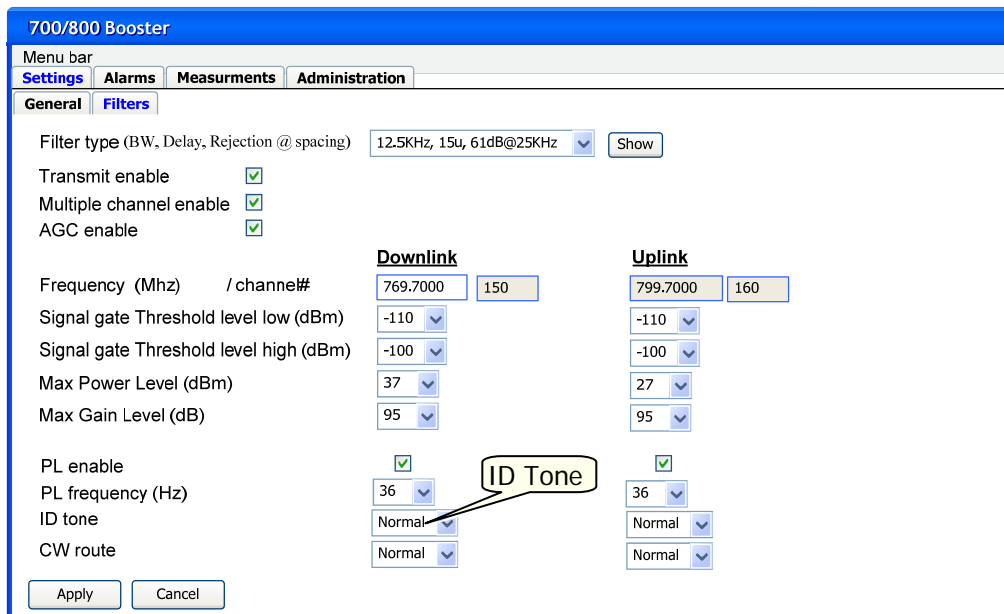 700/800 Booster
Menu bar
Settings Alarms Measurments Administration
General Filters
Filter type (BW, Delay, Rejection @ spacing) 12.5KHz, 15u, 61dB@25KHz Show
Transmit enable
Multiple channel enable
AGC enable
Downlink Uplink
Frequency (Mhz) / channel# 769.7000 150 799.7000 160
Signal gate Threshold level low (dBm) -110 -110
Signal gate Threshold level high (dBm) -100 -100
Max Power Level (dBm) 37 27
Max Gain Level (dB) 95 95
PL enable
ID Tone
PL frequency (Hz) 36 36
ID tone Normal Normal
CW route Normal Normal
Apply Cancel